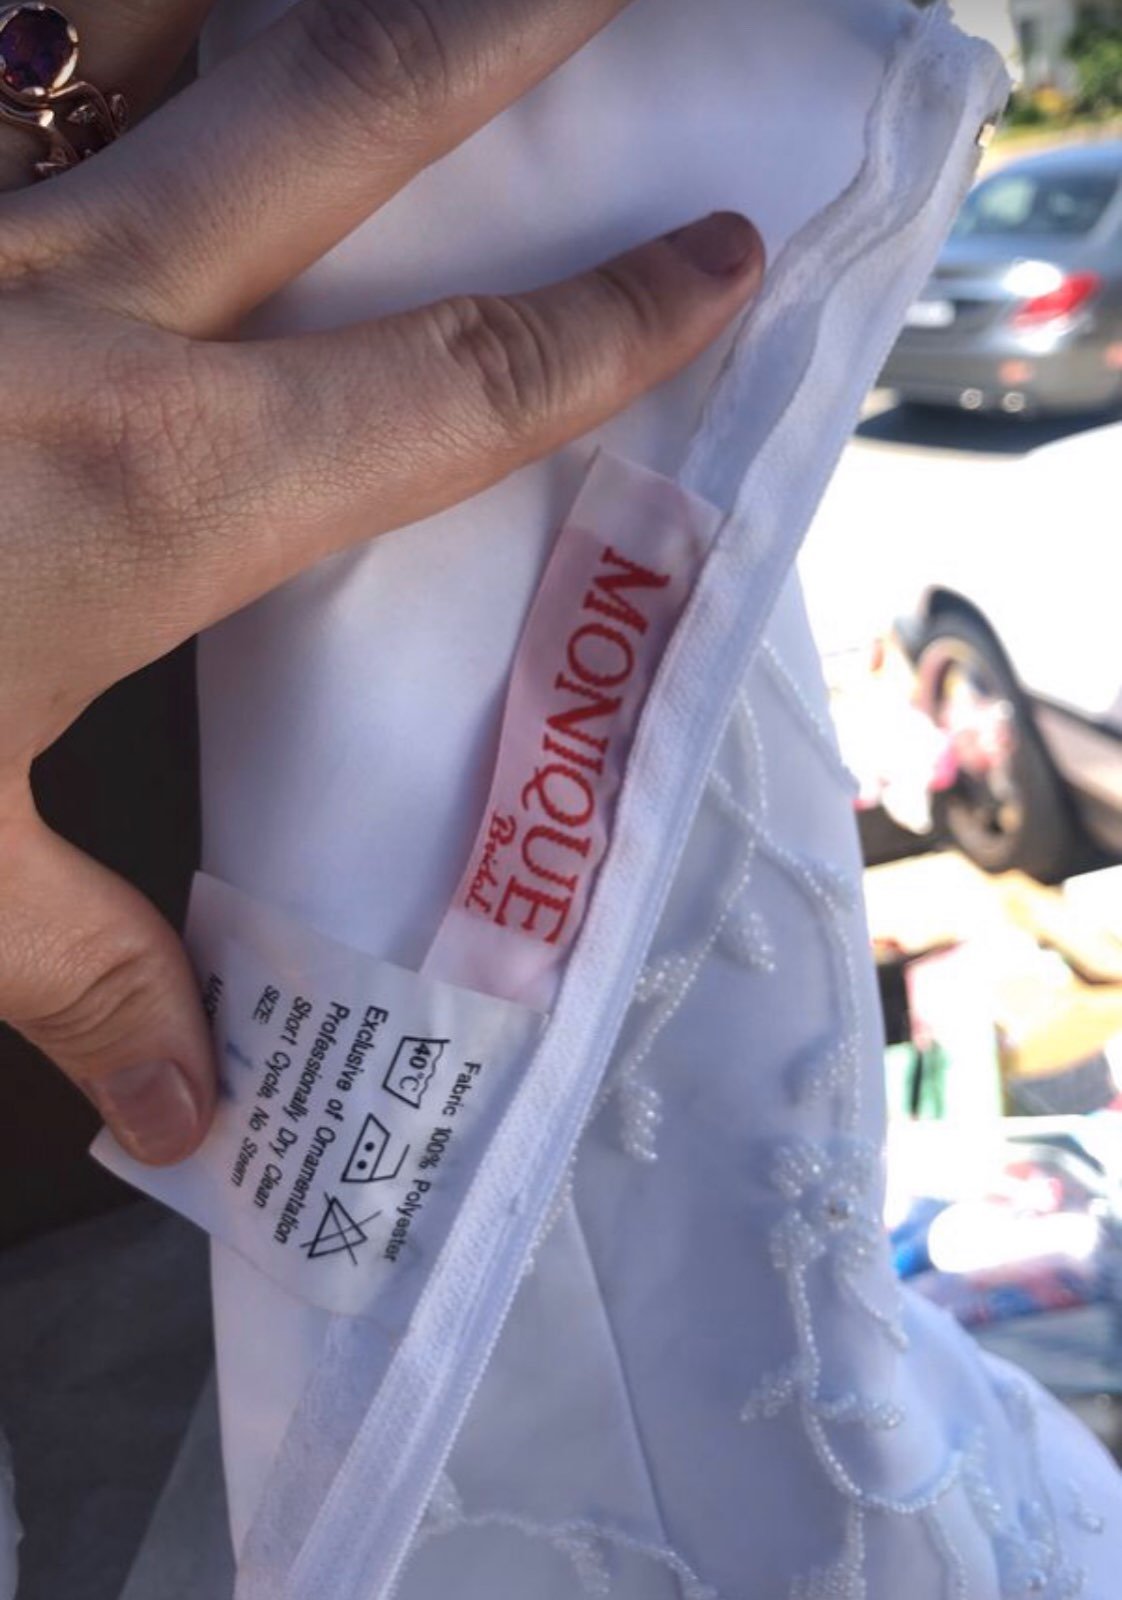 MONIQUE
Bridal
Fabric 100% Polyester
40°C
Exclusive of Ornamentation
Professionally Dry Clean
Short Cycle, No Steam
SIZE: